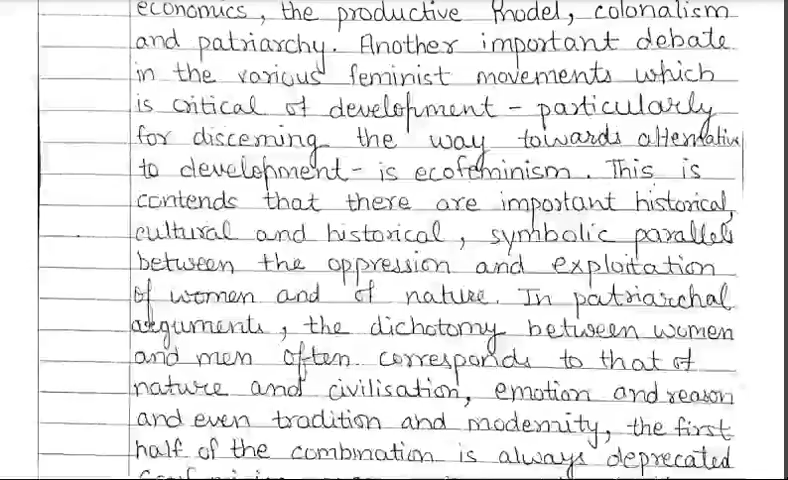 economics, the productive model, colonalism
and patriarchy. Another important debate
in the various feminist movements which
is critical of development - particularly
for discerning the way towards alternative
to development - is ecofeminism. This is
contends that there are important historical,
cultural and historical, symbolic parallels
between the oppression and exploitation
of women and of nature. In patriarchal
arguments, the dichotomy between women
and men often corresponds to that of
nature and civilisation, emotion and reason
and even tradition and modernity, the first
half of the combination is always deprecated